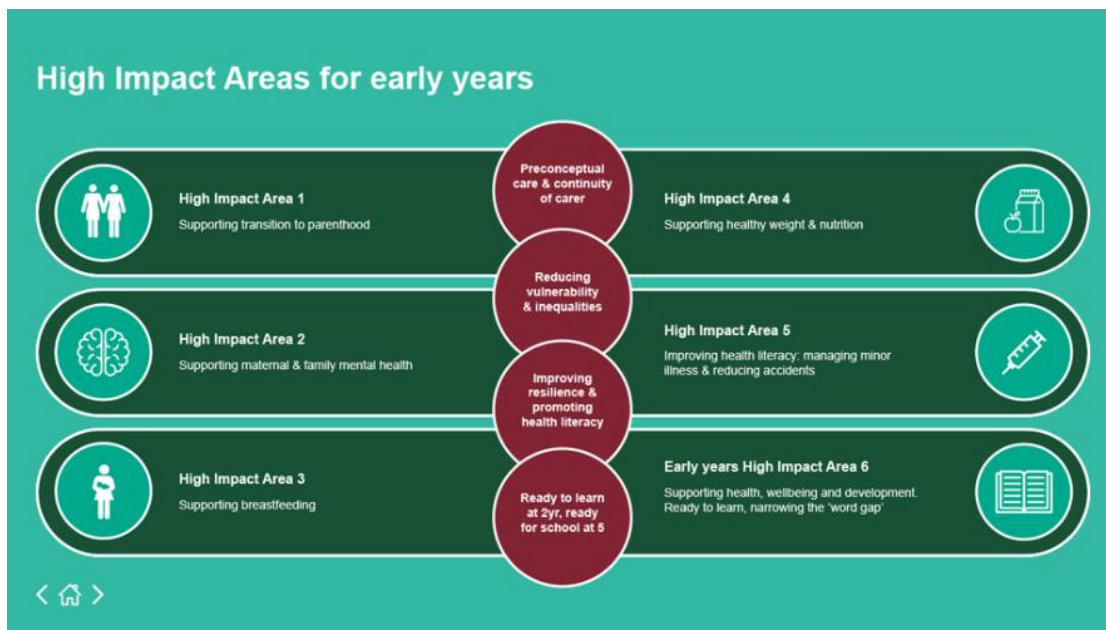 High Impact Areas for early years
High Impact Area 1
Supporting transition to parenthood
High Impact Area 2
Supporting maternal & family mental health
High Impact Area 3
Supporting breastfeeding
Preconceptual
care & continuity
of carer
Reducing
vulnerability
& inequalities
Improving
resilience &
promoting
health literacy
Ready to learn
at 2yr, ready
for school at 5
High Impact Area 4
Supporting healthy weight & nutrition
High Impact Area 5
Improving health literacy: managing minor
illness & reducing accidents
Early years High Impact Area 6
Supporting health, wellbeing and development.
Ready to learn, narrowing the 'word gap'